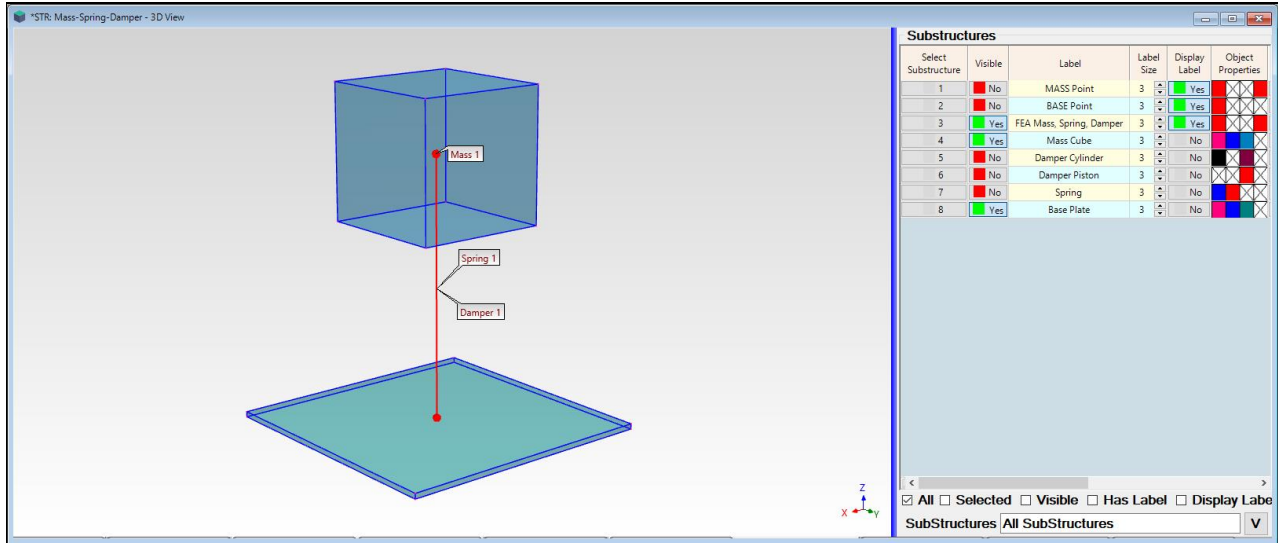 *STR: Mass-Spring-Damper - 3D View
Mass 1
Spring 1
Damper 1
Z
X
Y
Substructures
Select Substructure Visible Label Label Size Display Label Object Properties
1 No MASS Point 3 Yes
2 No BASE Point 3 Yes
3 Yes FEA Mass, Spring, Damper 3 Yes
4 Yes Mass Cube 3 No
5 No Damper Cylinder 3 No
6 No Damper Piston 3 No
7 No Spring 3 No
8 Yes Base Plate 3 No
All Selected Visible Has Label Display Labe
SubStructures All SubStructures V